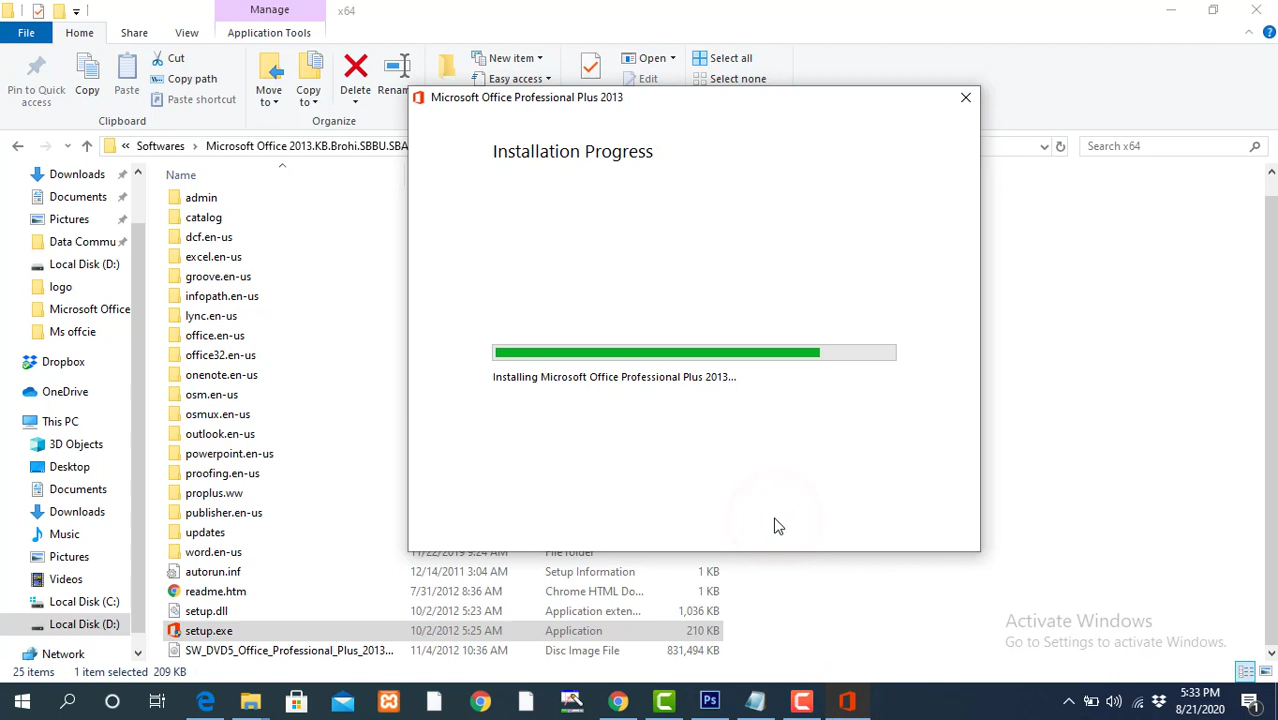 Manage
x64
File
Home
Share
View
Application Tools
Pin to Quick access
Copy
Paste
Cut
Copy path
Paste shortcut
Move to
Copy to
Delete
New item
Easy access
Open
Edit
Select all
Select none
Clipboard
Organize
« Softwares
Microsoft Office 2013.KB.Brohi.SBBU.SBA
Search x64
Microsoft Office Professional Plus 2013
Installation Progress
Installing Microsoft Office Professional Plus 2013...
Downloads
Documents
Pictures
Data Commu
Local Disk (D:)
logo
Microsoft Office
Ms offcie
Dropbox
OneDrive
This PC
3D Objects
Desktop
Documents
Downloads
Music
Pictures
Videos
Local Disk (C:)
Local Disk (D:)
Network
Name
admin
catalog
dcf.en-us
excel.en-us
groove.en-us
infopath.en-us
lync.en-us
office.en-us
office32.en-us
onenote.en-us
osm.en-us
osmux.en-us
outlook.en-us
powerpoint.en-us
proofing.en-us
proplus.ww
publisher.en-us
updates
word.en-us 11/22/2019 9:24 AM File folder
autorun.inf 12/14/2011 3:04 AM Setup Information 1 KB
readme.htm 7/31/2012 8:36 AM Chrome HTML Do... 1 KB
setup.dll 10/2/2012 5:23 AM Application exten... 1,036 KB
setup.exe 10/2/2012 5:25 AM Application 210 KB
SW_DVD5_Office_Professional_Plus_2013... 11/4/2012 10:36 AM Disc Image File 831,494 KB
Activate Windows
Go to Settings to activate Windows.
25 items
1 item selected 209 KB
5:33 PM
8/21/2020
1